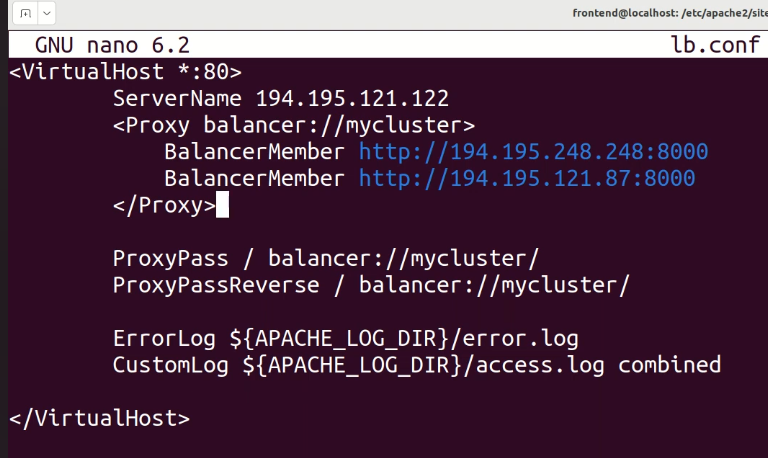 frontend@localhost: /etc/apache2/site
GNU nano 6.2 lb.conf
<VirtualHost *:80>
ServerName 194.195.121.122
<Proxy balancer://mycluster>
BalancerMember http://194.195.248.248:8000
BalancerMember http://194.195.121.87:8000
</Proxy>
ProxyPass / balancer://mycluster/
ProxyPassReverse / balancer://mycluster/
ErrorLog ${APACHE_LOG_DIR}/error.log
CustomLog ${APACHE_LOG_DIR}/access.log combined
</VirtualHost>